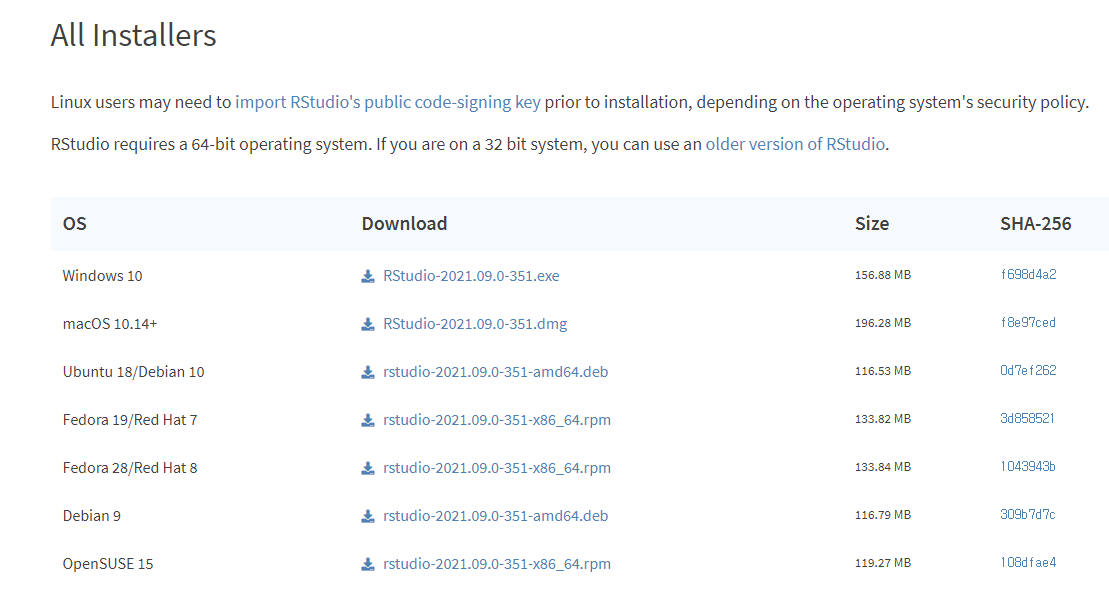 All Installers
Linux users may need to import RStudio's public code-signing key prior to installation, depending on the operating system's security policy.
RStudio requires a 64-bit operating system. If you are on a 32 bit system, you can use an older version of RStudio.
OS Download Size SHA-256
Windows 10 RStudio-2021.09.0-351.exe 156.88 MB f698d4a2
macOS 10.14+ RStudio-2021.09.0-351.dmg 196.28 MB f8e97ced
Ubuntu 18/Debian 10 rstudio-2021.09.0-351-amd64.deb 116.53 MB 0d7ef262
Fedora 19/Red Hat 7 rstudio-2021.09.0-351-x86_64.rpm 133.82 MB 3d858521
Fedora 28/Red Hat 8 rstudio-2021.09.0-351-x86_64.rpm 133.84 MB 1043943b
Debian 9 rstudio-2021.09.0-351-amd64.deb 116.79 MB 309b7d7c
OpenSUSE 15 rstudio-2021.09.0-351-x86_64.rpm 119.27 MB 108dfae4